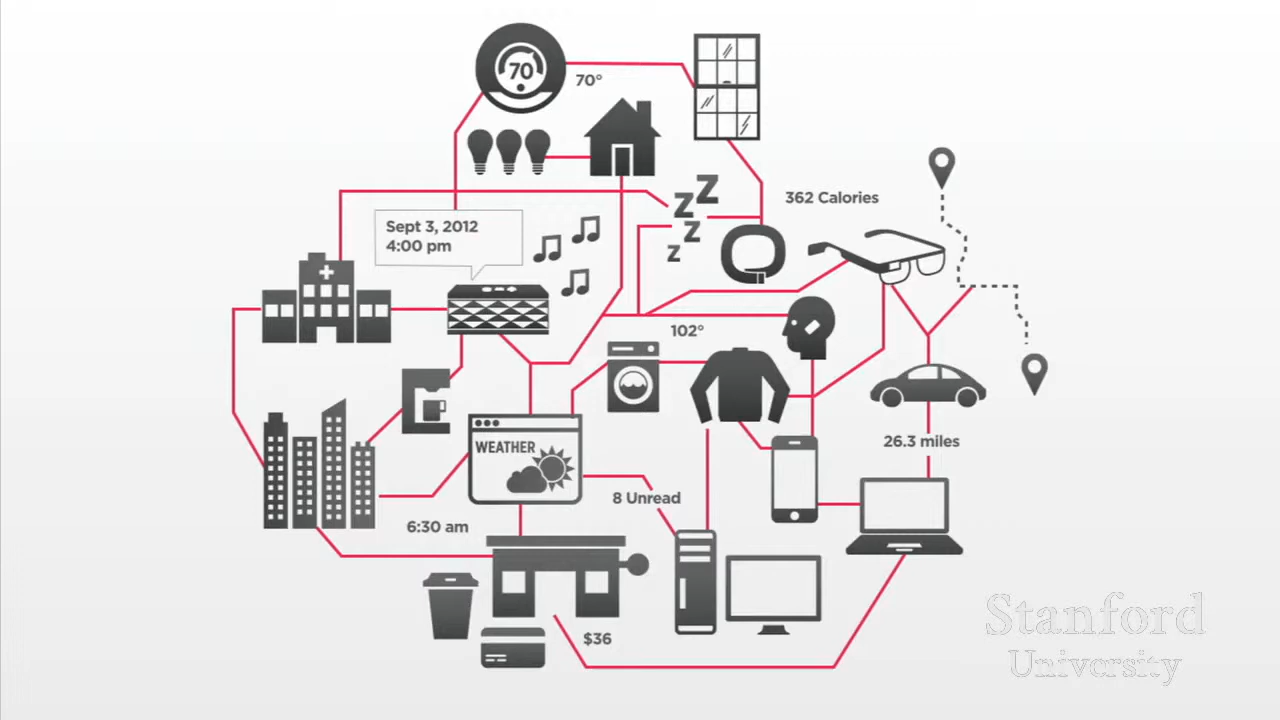 70
70°
z
z
z
z
362 Calories
Sept 3, 2012
4:00 pm
102°
26.3 miles
WEATHER
8 Unread
6:30 am
$36
Stanford
University